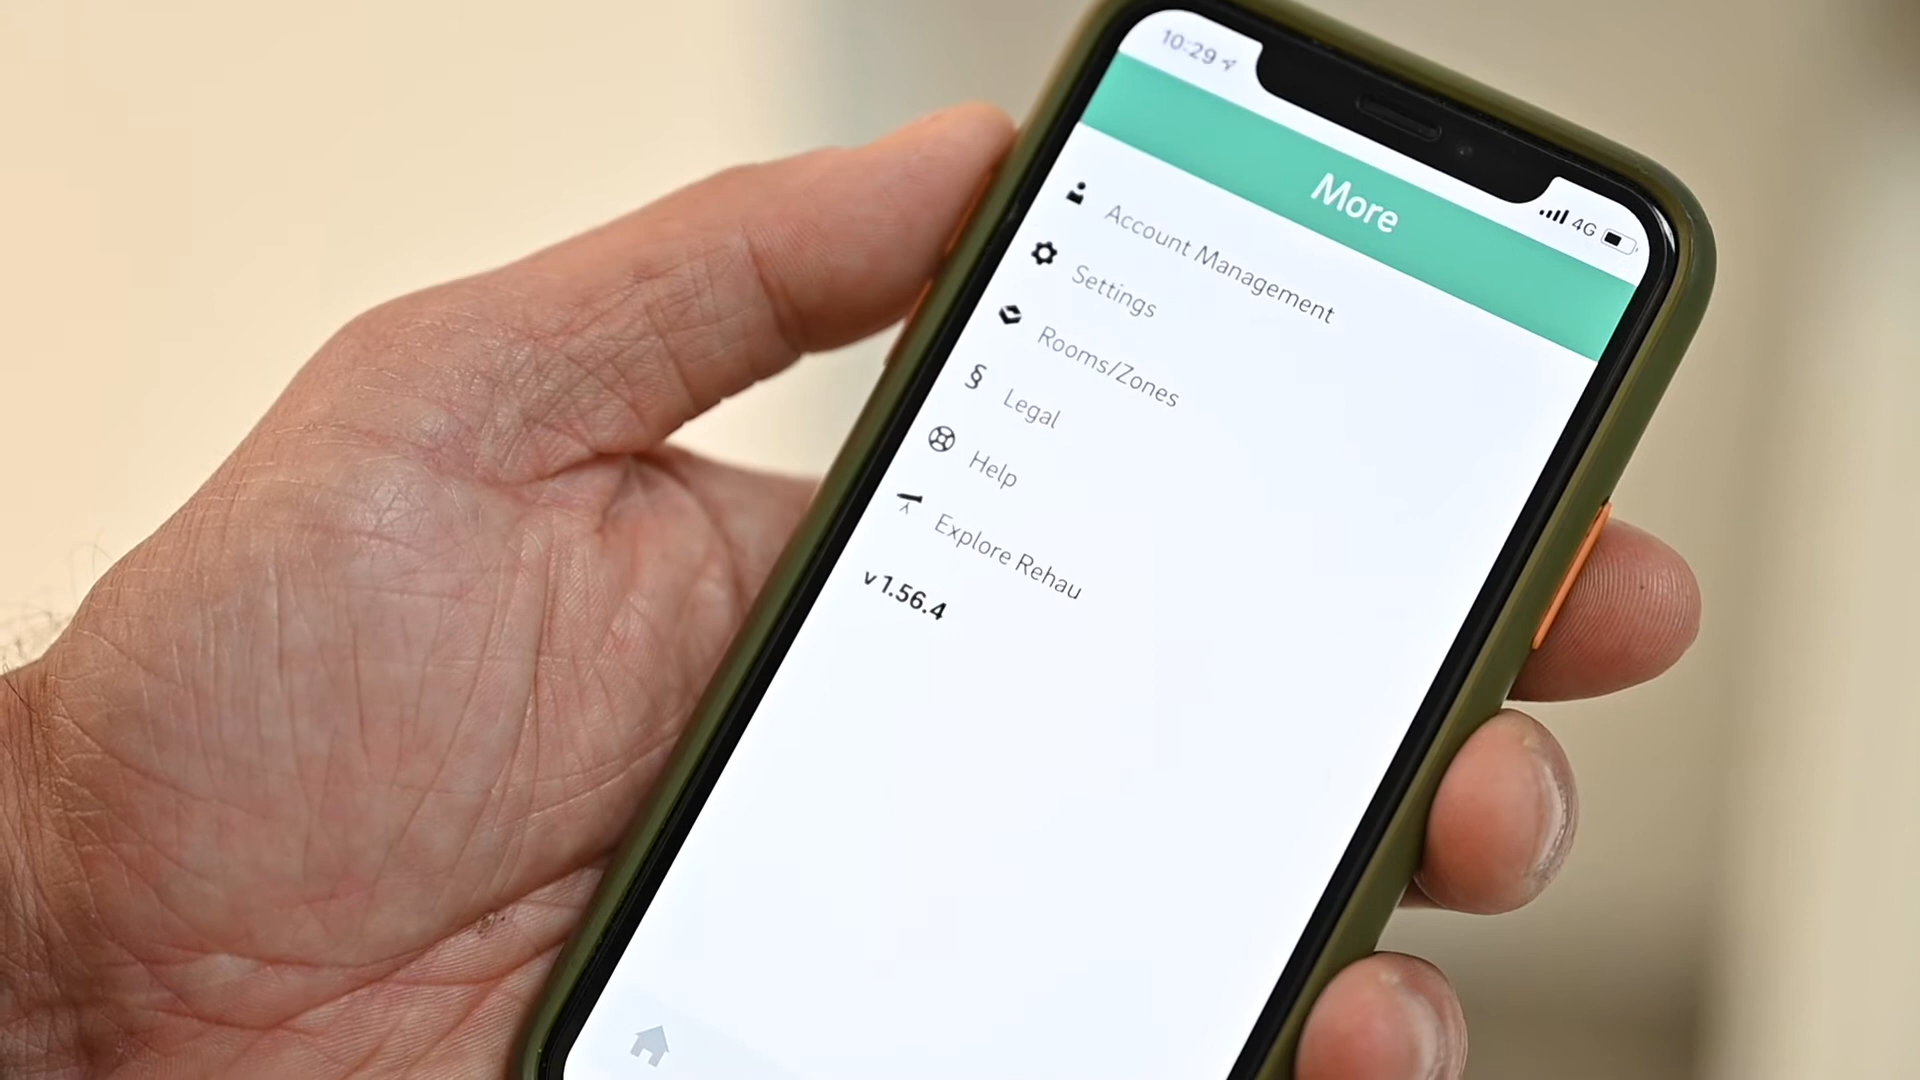 10:29
4G
More
Account Management
Settings
Rooms/Zones
§ Legal
Help
Explore Rehau
v 1.56.4